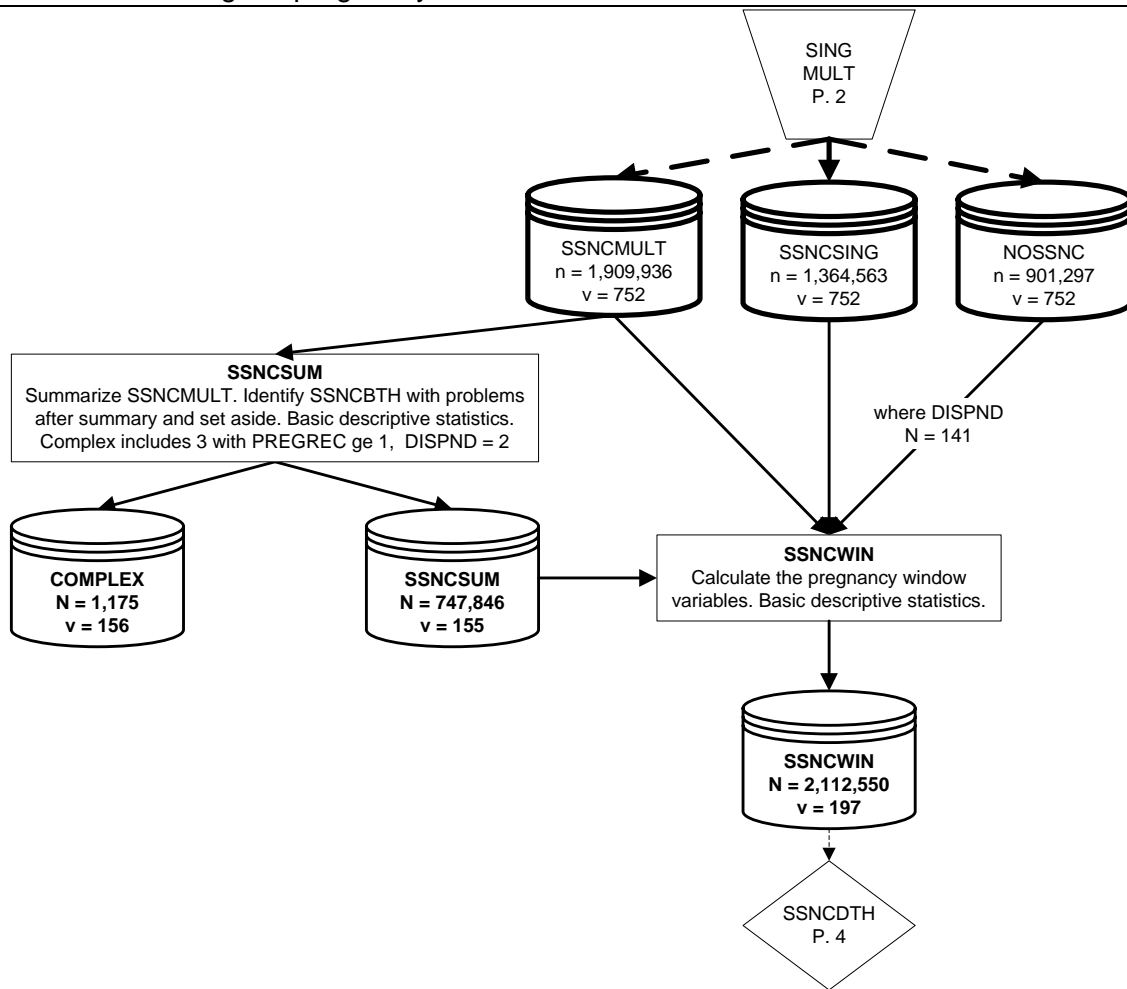 SING
MULT
P. 2
SSNCMULT
n = 1,909,936
v = 752
SSNCSING
n = 1,364,563
v = 752
NOSSNC
n = 901,297
v = 752
SSNCSUM
Summarize SSNCMULT. Identify SSNCBTH with problems
after summary and set aside. Basic descriptive statistics.
Complex includes 3 with PREGREC ge 1,  DISPND = 2
where DISPND
N = 141
COMPLEX
N = 1,175
v = 156
SSNCSUM
N = 747,846
v = 155
SSNCWIN
Calculate the pregnancy window
variables. Basic descriptive statistics.
SSNCWIN
N = 2,112,550
v = 197
SSNCDTH
P. 4